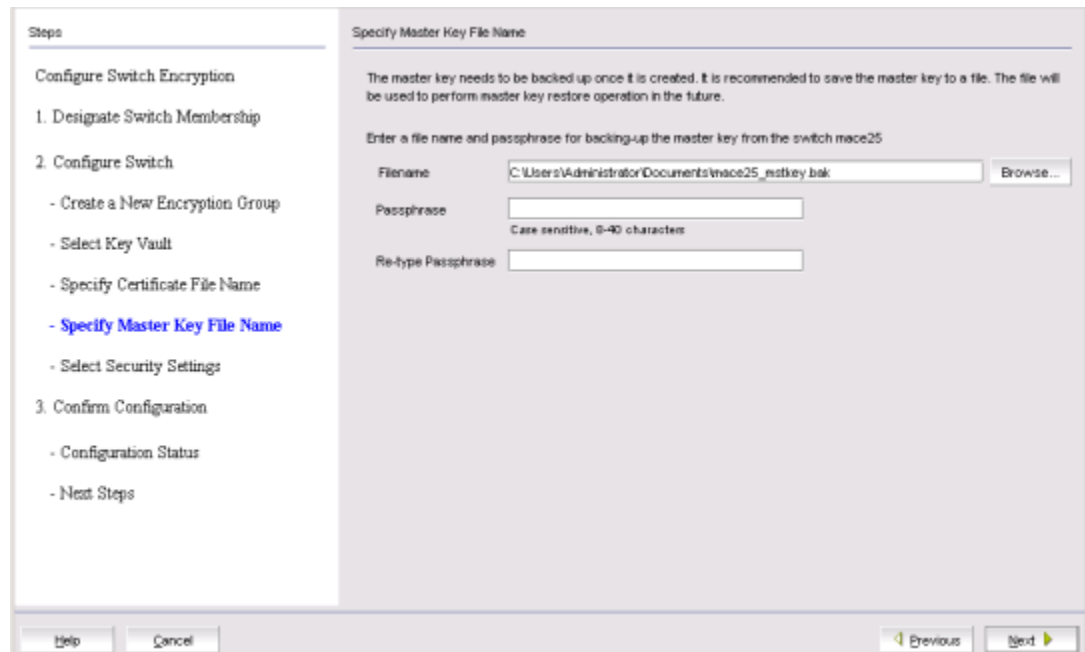 Steps
Configure Switch Encryption
1. Designate Switch Membership
2. Configure Switch
- Create a New Encryption Group
- Select Key Vault
- Specify Certificate File Name
- Specify Master Key File Name
- Select Security Settings
3. Confirm Configuration
- Configuration Status
- Next Steps
Specify Master Key File Name
The master key needs to be backed up once it is created. It is recommended to save the master key to a file. The file will
be used to perform master key restore operation in the future.
Enter a file name and passphrase for backing-up the master key from the switch mace25
Filename C:\Users\Administrator\Documents\mace25_mstkey.bak Browse...
Passphrase
Case sensitive, 8-40 characters
Re-type Passphrase
Help Cancel Previous Next